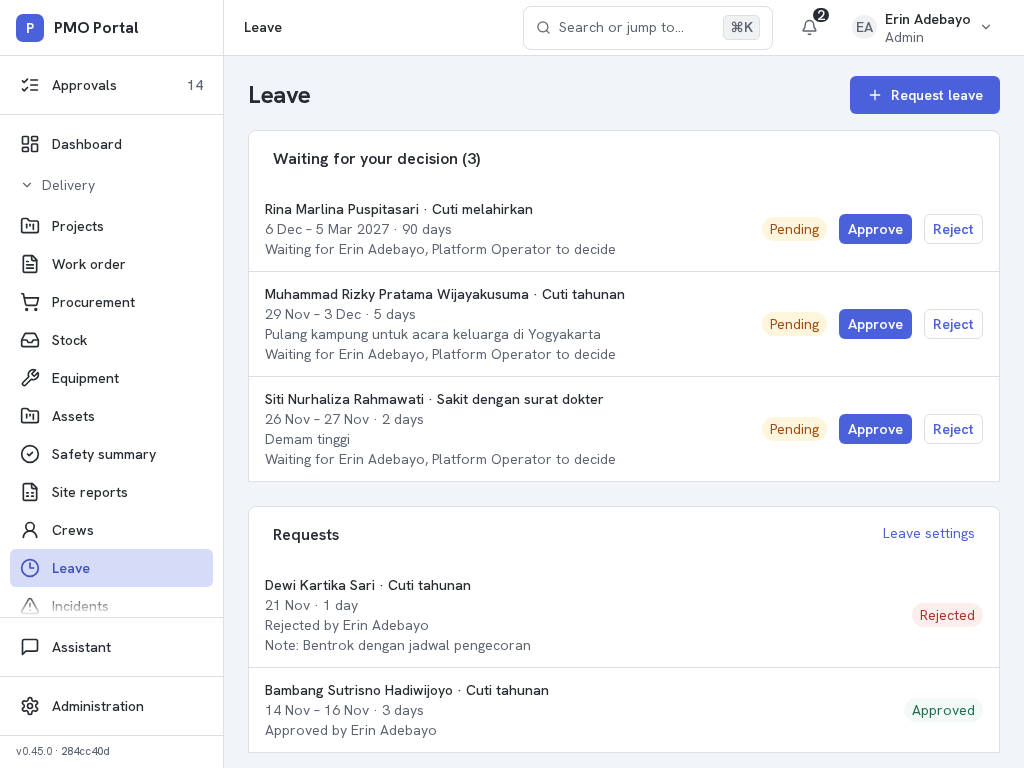 P PMO Portal
Leave
Search or jump to... ⌘K
2
EA
Erin Adebayo
Admin
Approvals 14
Dashboard
Delivery
Projects
Work order
Procurement
Stock
Equipment
Assets
Safety summary
Site reports
Crews
Leave
Incidents
Assistant
Administration
v0.45.0 · 284cc40d
Leave
Request leave
Waiting for your decision (3)
Rina Marlina Puspitasari · Cuti melahirkan
6 Dec – 5 Mar 2027 · 90 days
Waiting for Erin Adebayo, Platform Operator to decide
Pending Approve Reject
Muhammad Rizky Pratama Wijayakusuma · Cuti tahunan
29 Nov – 3 Dec · 5 days
Pulang kampung untuk acara keluarga di Yogyakarta
Waiting for Erin Adebayo, Platform Operator to decide
Pending Approve Reject
Siti Nurhaliza Rahmawati · Sakit dengan surat dokter
26 Nov – 27 Nov · 2 days
Demam tinggi
Waiting for Erin Adebayo, Platform Operator to decide
Pending Approve Reject
Requests
Leave settings
Dewi Kartika Sari · Cuti tahunan
21 Nov · 1 day
Rejected by Erin Adebayo
Note: Bentrok dengan jadwal pengecoran
Rejected
Bambang Sutrisno Hadiwijoyo · Cuti tahunan
14 Nov – 16 Nov · 3 days
Approved by Erin Adebayo
Approved